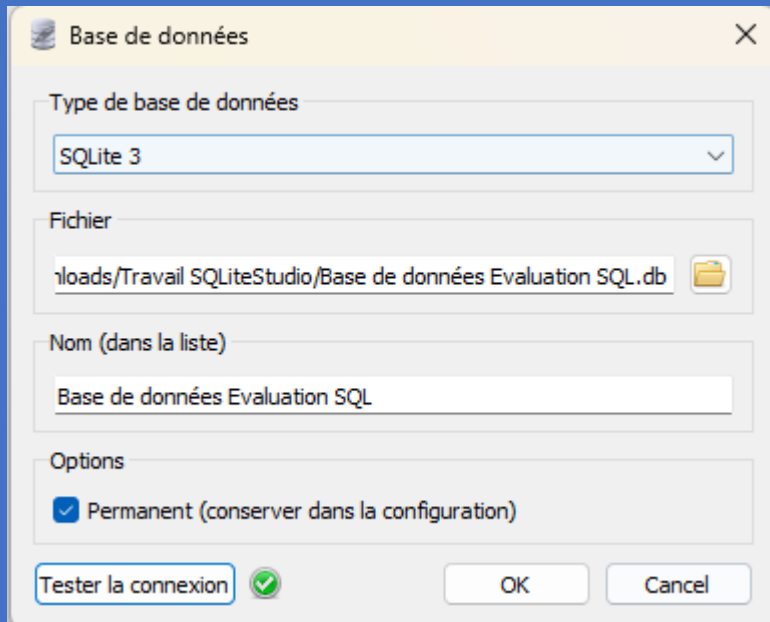 Base de données
Type de base de données
SQLite 3
Fichier
nloads/Travail SQLiteStudio/Base de données Evaluation SQL.db
Nom (dans la liste)
Base de données Evaluation SQL
Options
Permanent (conserver dans la configuration)
Tester la connexion OK Cancel